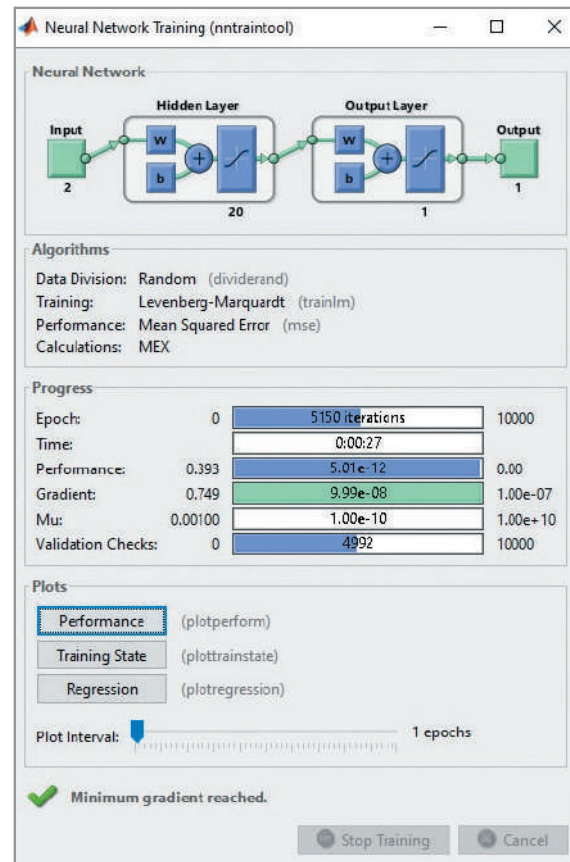 Neural Network Training (nntraintool)
Neural Network
Hidden Layer
Output Layer
Input
Output
W
b
+
W
b
+
2
20
1
1
Algorithms
Data Division: Random (dividerand)
Training: Levenberg-Marquardt (trainlm)
Performance: Mean Squared Error (mse)
Calculations: MEX
Progress
Epoch: 0 5150 iterations 10000
Time: 0:00:27
Performance: 0.393 5.01e-12 0.00
Gradient: 0.749 9.99e-08 1.00e-07
Mu: 0.00100 1.00e-10 1.00e+10
Validation Checks: 0 4992 10000
Plots
Performance (plotperform)
Training State (plottrainstate)
Regression (plotregression)
Plot Interval: 1 epochs
Minimum gradient reached.
Stop Training Cancel